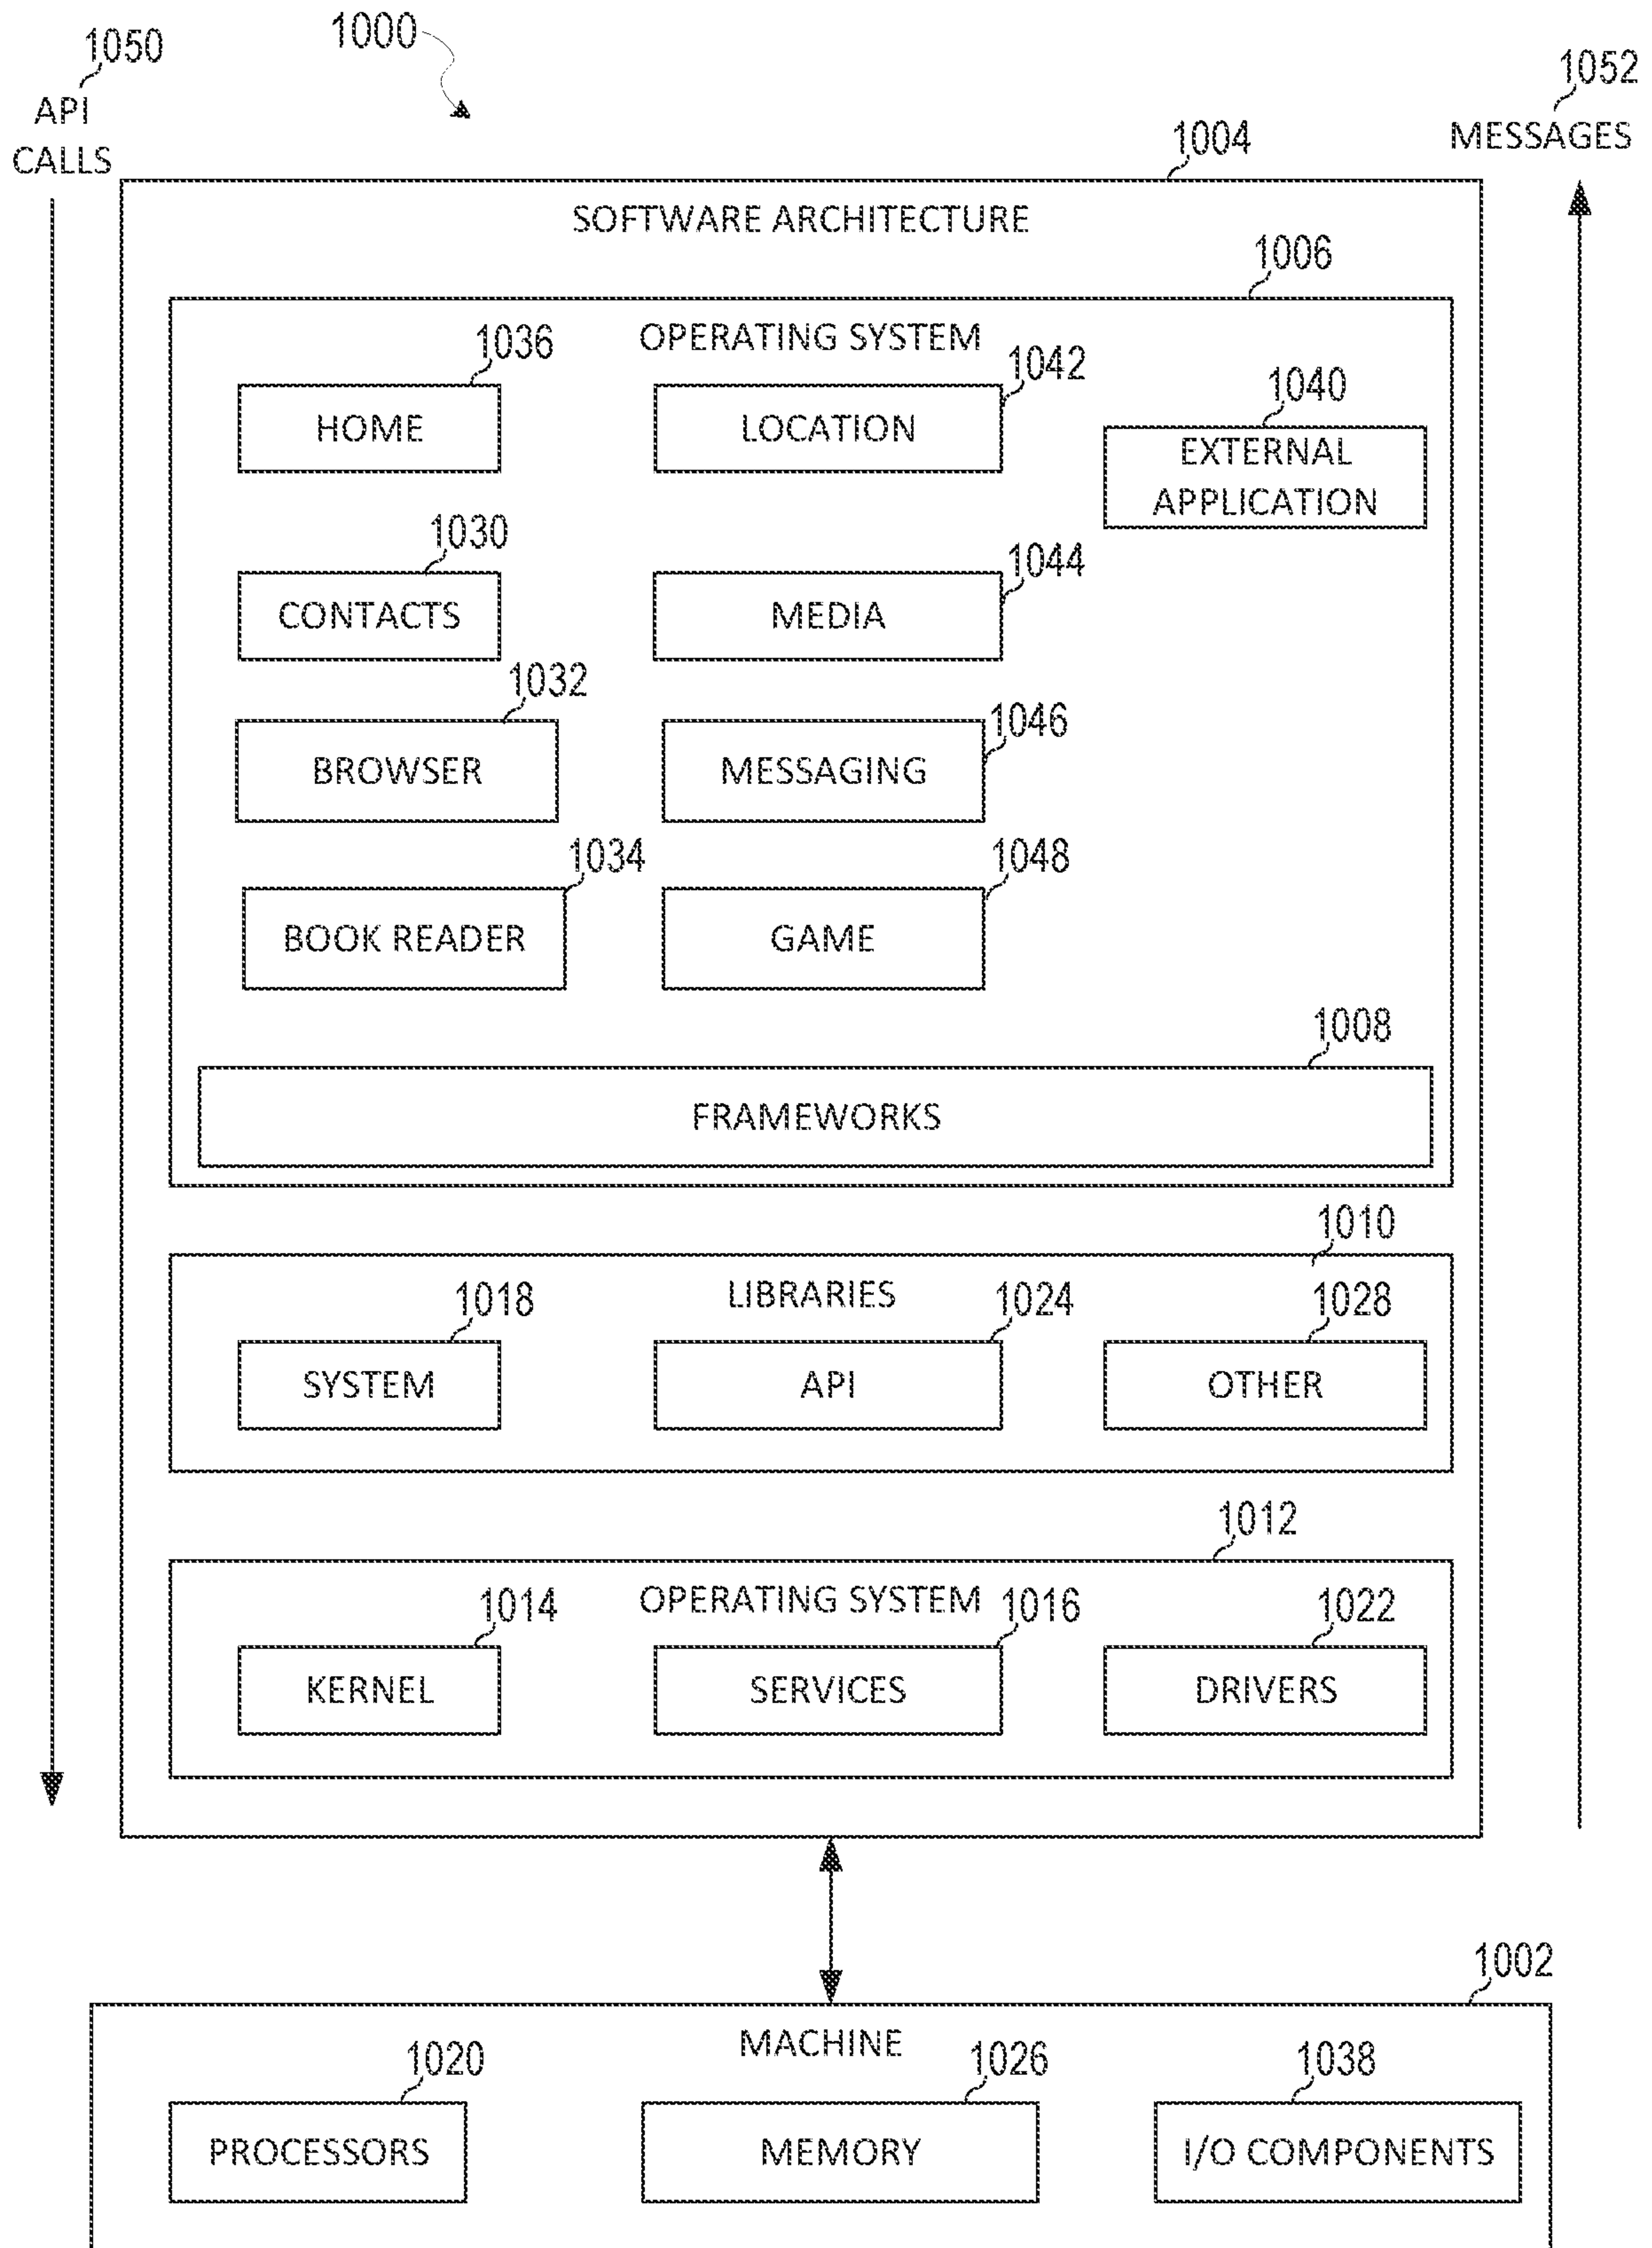 1050
1000
1052
API
CALLS
MESSAGES
1004
SOFTWARE ARCHITECTURE
1006
OPERATING SYSTEM
1036
1042
1040
HOME
LOCATION
EXTERNAL
APPLICATION
1030
1044
CONTACTS
MEDIA
1032
1046
BROWSER
MESSAGING
1034
1048
BOOK READER
GAME
1008
FRAMEWORKS
1010
LIBRARIES
1018
1024
1028
SYSTEM
API
OTHER
1012
OPERATING SYSTEM
1014
1016
1022
KERNEL
SERVICES
DRIVERS
1002
MACHINE
1020
1026
1038
PROCESSORS
MEMORY
I/O COMPONENTS